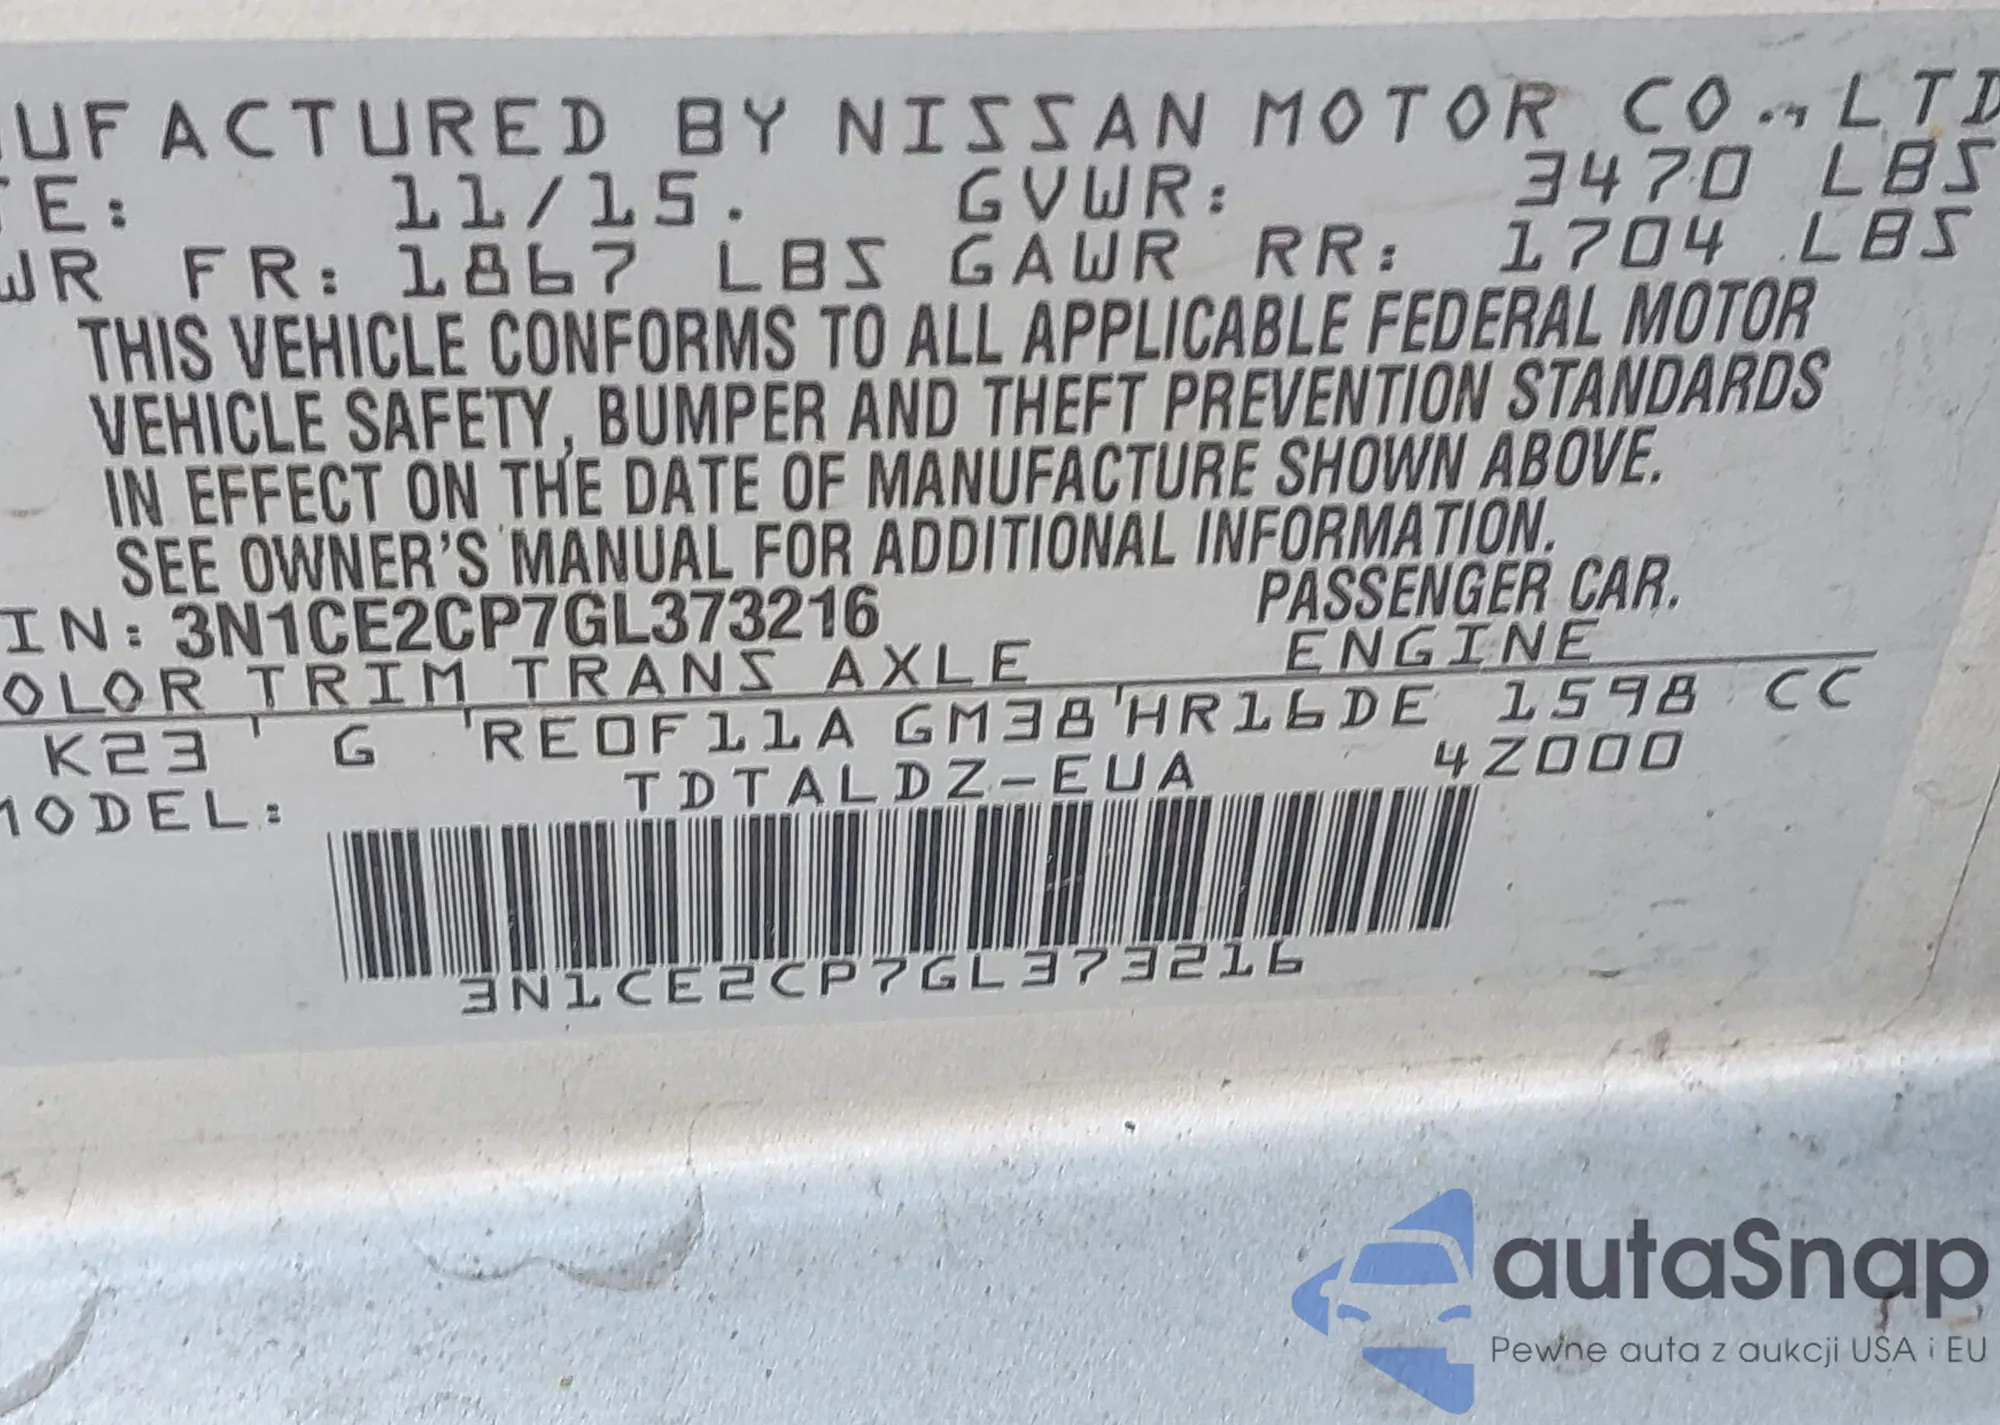 UFACTURED BY NISSAN MOTOR CO., LTD
TE: 11/15. GVWR: 3470 LBS
WR FR: 1867 LBS GAWR RR: 1704 LBS
THIS VEHICLE CONFORMS TO ALL APPLICABLE FEDERAL MOTOR
VEHICLE SAFETY, BUMPER AND THEFT PREVENTION STANDARDS
IN EFFECT ON THE DATE OF MANUFACTURE SHOWN ABOVE.
SEE OWNER'S MANUAL FOR ADDITIONAL INFORMATION.
IN: 3N1CE2CP7GL373216 PASSENGER CAR.
OLOR TRIM TRANS AXLE ENGINE
K23 ' G 'RE0F11A GM38'HR16DE 1598 CC
MODEL: TDTALDZ-EUA 4Z000
3N1CE2CP7GL373216
autaSnap
Pewne auta z aukcji USA i EU